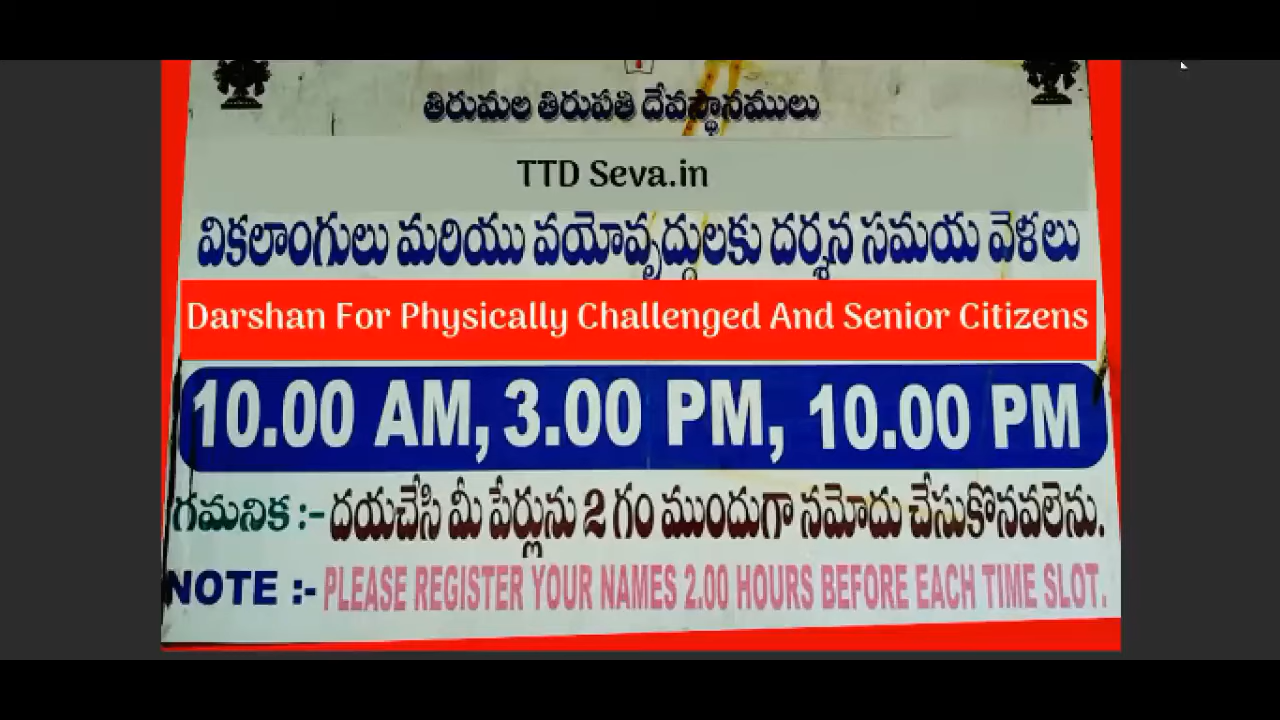 తిరుమల తిరుపతి దేవస్థానములు
TTD Seva.in
వికలాంగులు మరియు వయోవృద్దులకు దర్శన సమయ వెళలు
Darshan For Physically Challenged And Senior Citizens
10.00 AM, 3.00 PM, 10.00 PM
గమనిక :- దయచేసి మీ పేర్లును 2 గం ముందుగా నమోదు చేసుకొనవలెను.
NOTE :- PLEASE REGISTER YOUR NAMES 2.00 HOURS BEFORE EACH TIME SLOT.